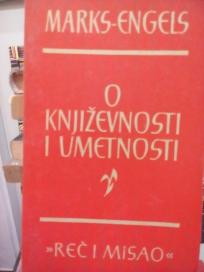 MARKS-ENGELS
O
KNJIŽEVNOSTI
I UMETNOSTI
»REČ I MISAO«